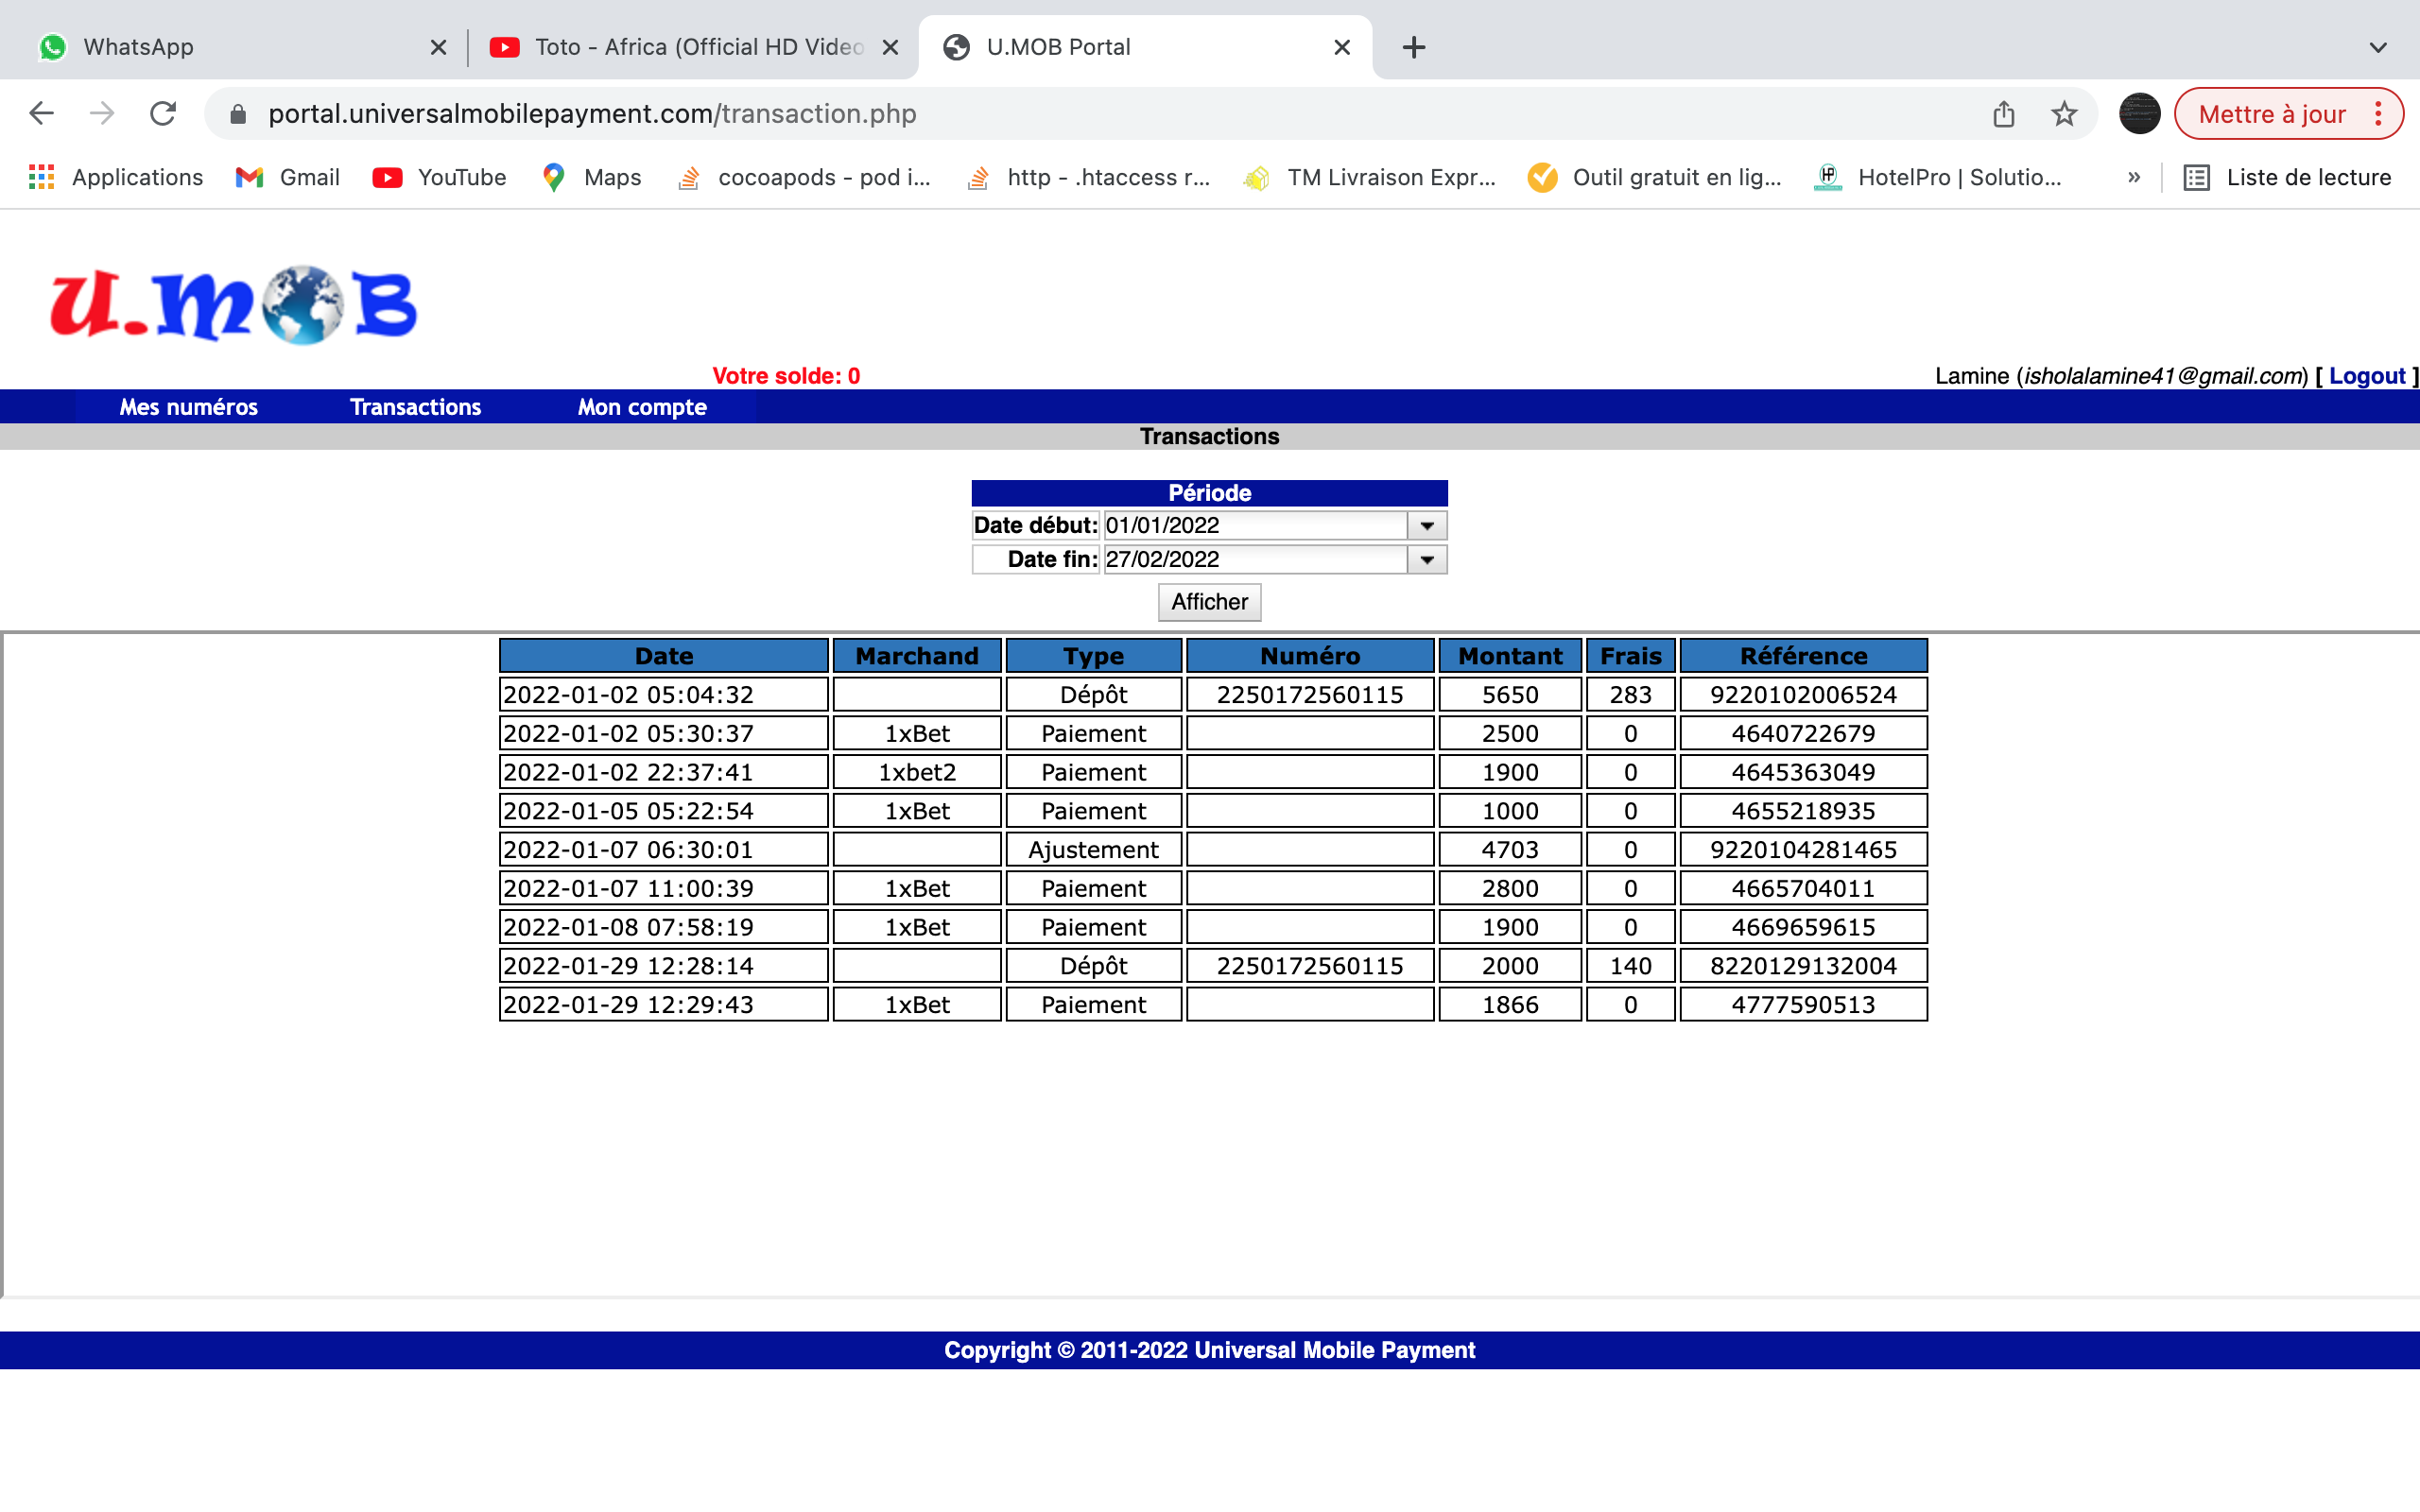 WhatsApp
Toto - Africa (Official HD Video
U.MOB Portal
portal.universalmobilepayment.com/transaction.php
Mettre à jour
Applications
Gmail
YouTube
Maps
cocoapods - pod i...
http - .htaccess r...
TM Livraison Expr...
Outil gratuit en lig...
HotelPro | Solutio...
»
Liste de lecture
U.MOB
Votre solde: 0
Lamine (isholalamine41@gmail.com) [ Logout ]
Mes numéros Transactions Mon compte
Transactions
Période
Date début: 01/01/2022
Date fin: 27/02/2022
Afficher
Date Marchand Type Numéro Montant Frais Référence
2022-01-02 05:04:32 Dépôt 2250172560115 5650 283 9220102006524
2022-01-02 05:30:37 1xBet Paiement 2500 0 4640722679
2022-01-02 22:37:41 1xbet2 Paiement 1900 0 4645363049
2022-01-05 05:22:54 1xBet Paiement 1000 0 4655218935
2022-01-07 06:30:01 Ajustement 4703 0 9220104281465
2022-01-07 11:00:39 1xBet Paiement 2800 0 4665704011
2022-01-08 07:58:19 1xBet Paiement 1900 0 4669659615
2022-01-29 12:28:14 Dépôt 2250172560115 2000 140 8220129132004
2022-01-29 12:29:43 1xBet Paiement 1866 0 4777590513
Copyright © 2011-2022 Universal Mobile Payment